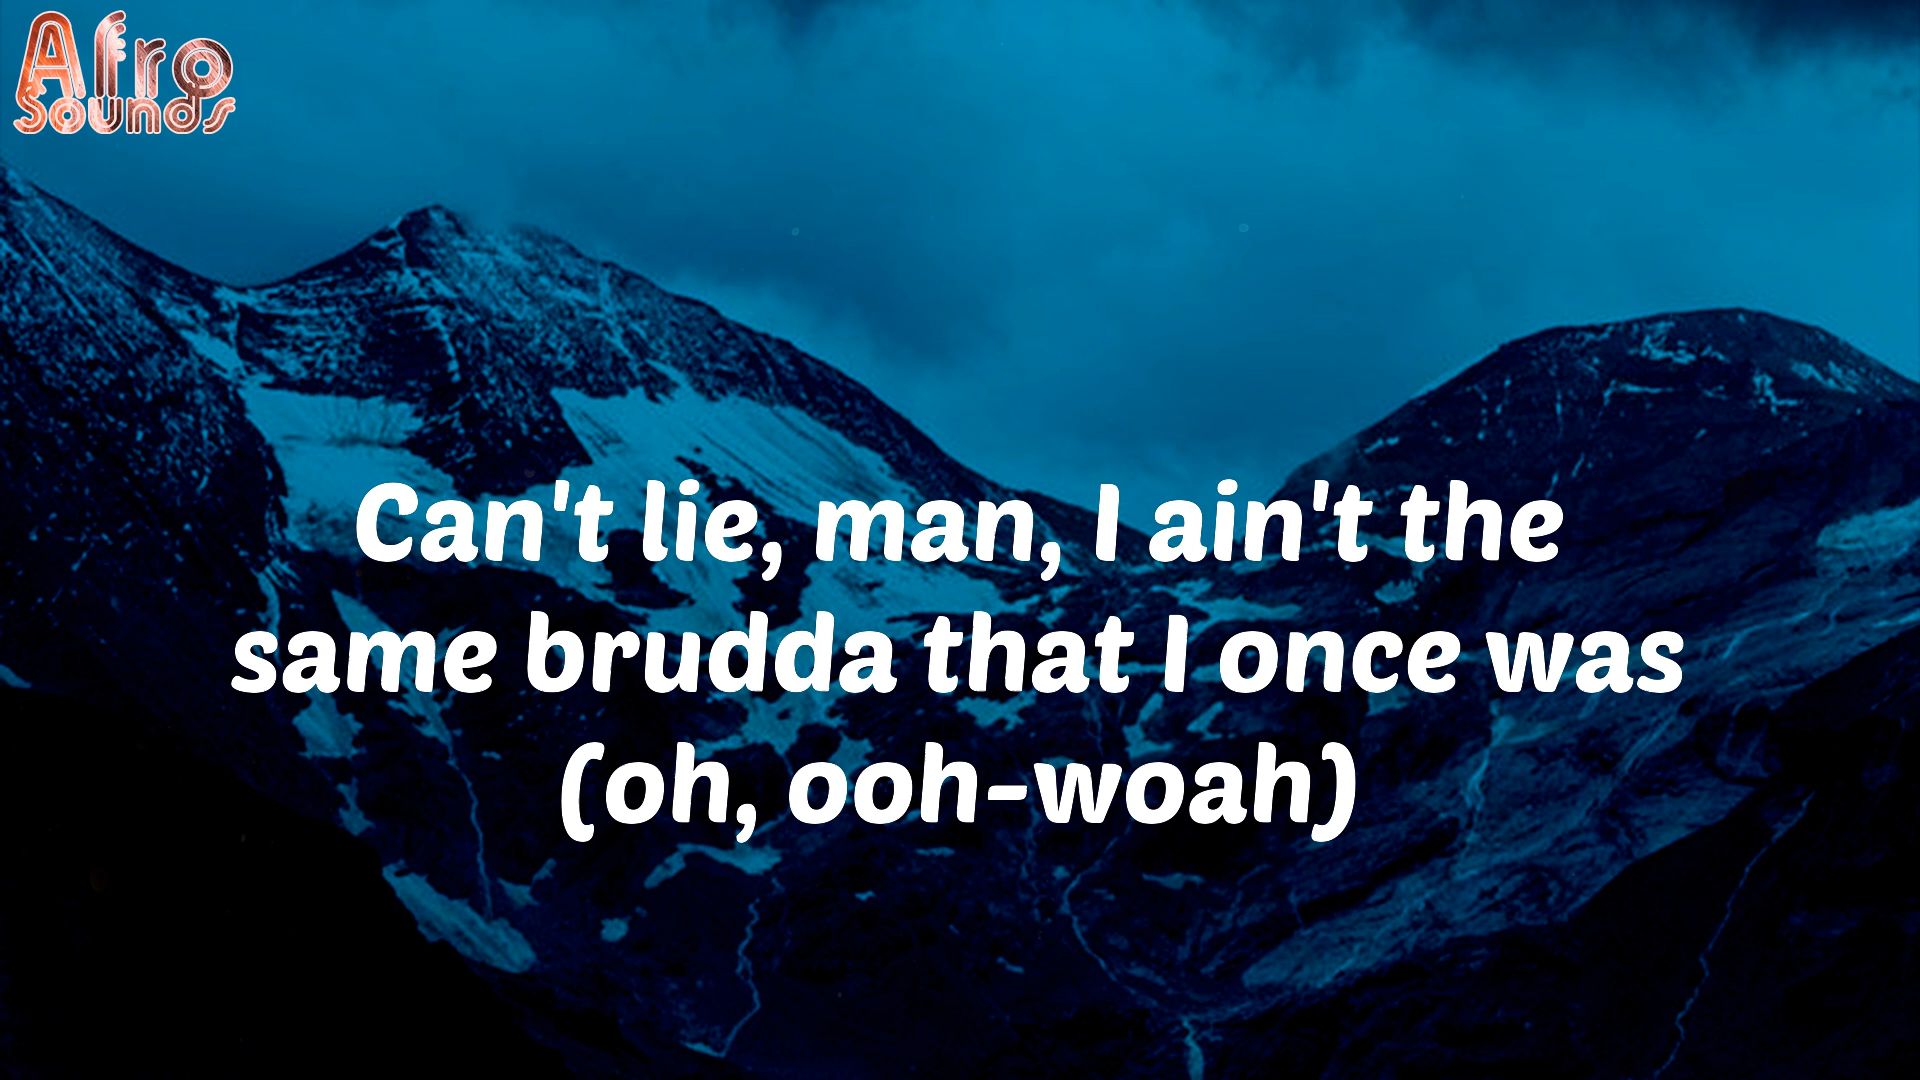 Afro
Sounds
Can't lie, man, I ain't the
same brudda that I once was
(oh, ooh-woah)